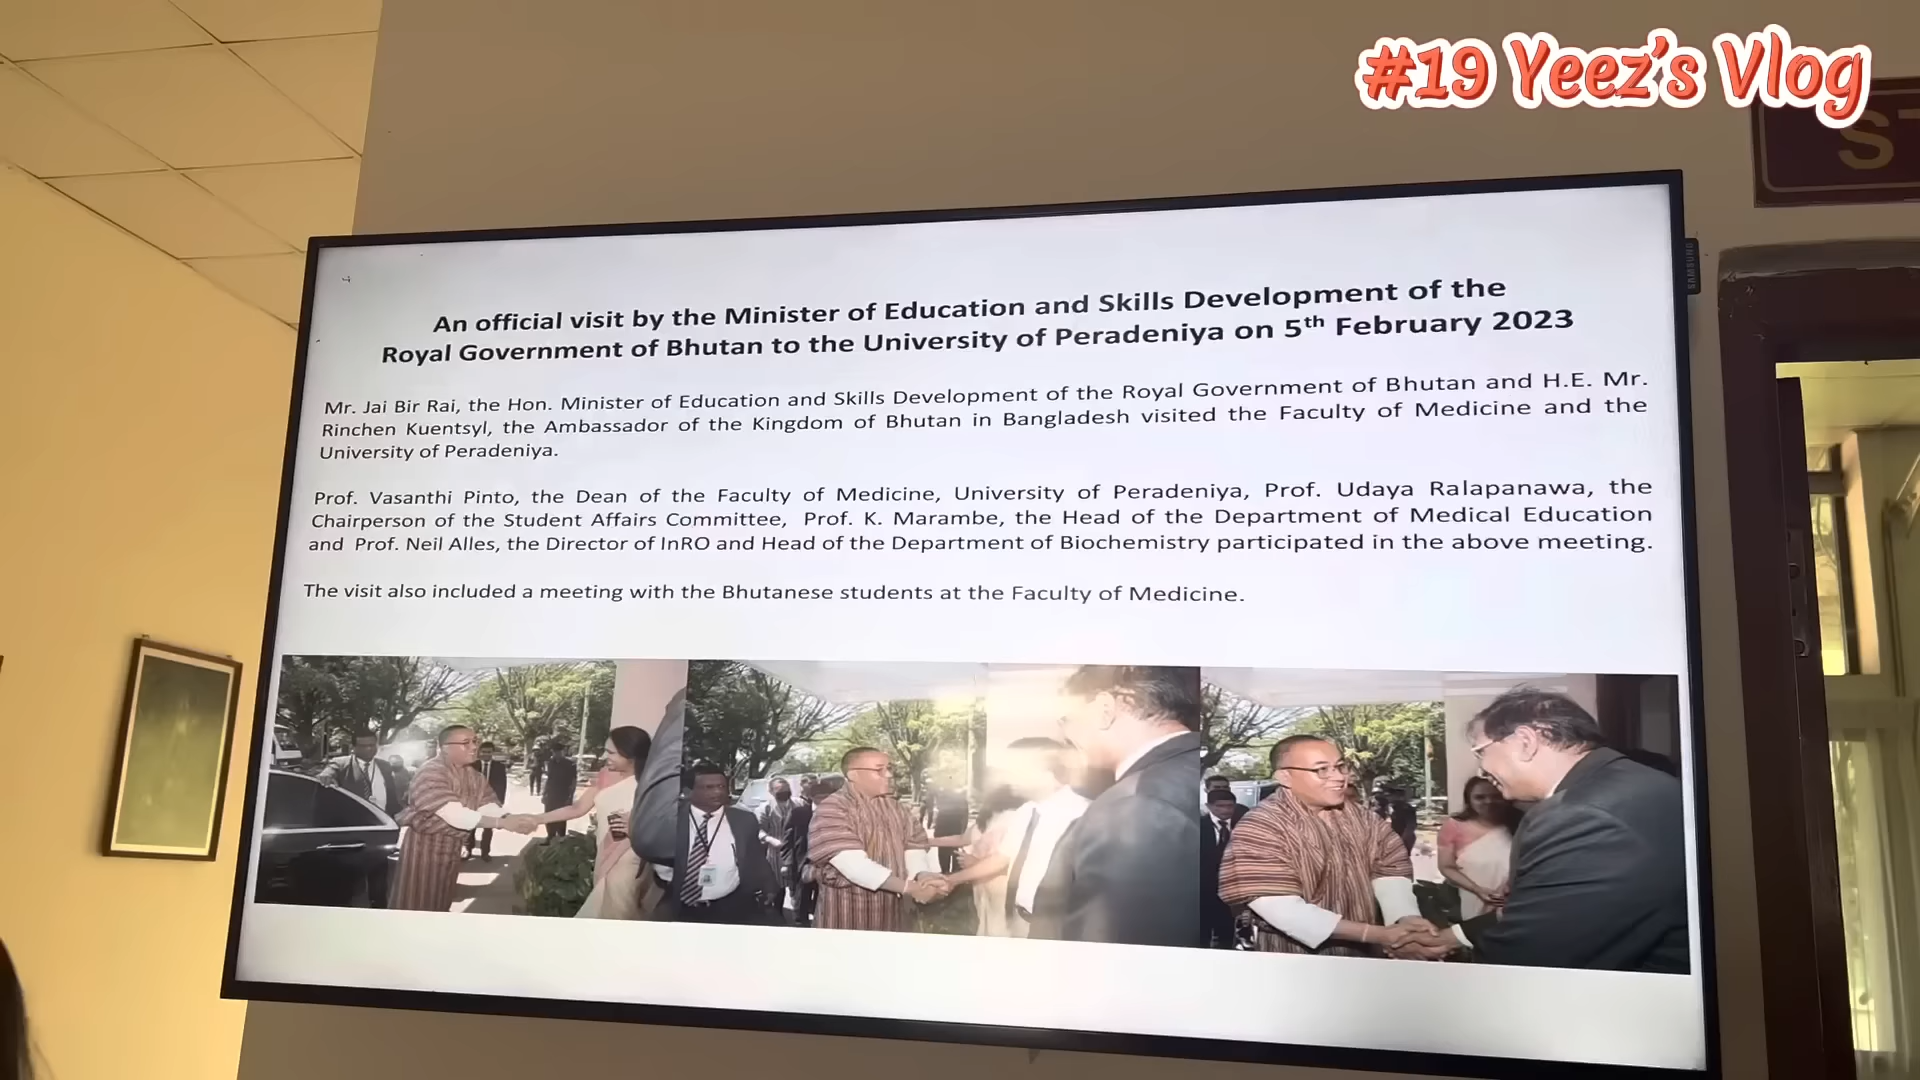 #19 Yeez's Vlog
ST
SAMSUNG
An official visit by the Minister of Education and Skills Development of the
Royal Government of Bhutan to the University of Peradeniya on 5th February 2023
Mr. Jai Bir Rai, the Hon. Minister of Education and Skills Development of the Royal Government of Bhutan and H.E. Mr.
Rinchen Kuentsyl, the Ambassador of the Kingdom of Bhutan in Bangladesh visited the Faculty of Medicine and the
University of Peradeniya.
Prof. Vasanthi Pinto, the Dean of the Faculty of Medicine, University of Peradeniya, Prof. Udaya Ralapanawa, the
Chairperson of the Student Affairs Committee, Prof. K. Marambe, the Head of the Department of Medical Education
and Prof. Neil Alles, the Director of InRO and Head of the Department of Biochemistry participated in the above meeting.
The visit also included a meeting with the Bhutanese students at the Faculty of Medicine.